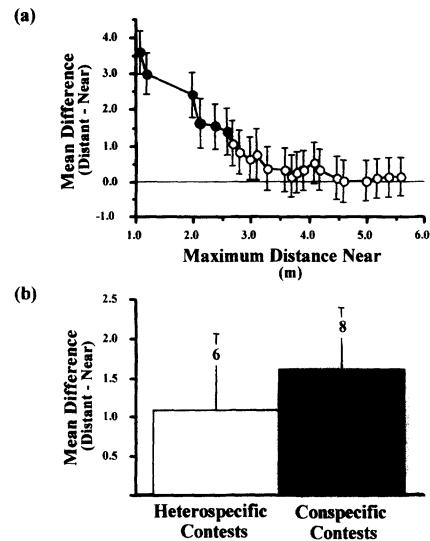 (a)
Mean Difference
(Distant - Near)
4.0
3.0
2.0
1.0
0.0
-1.0
1.0
2.0
3.0
4.0
5.0
6.0
Maximum Distance Near
(m)
(b)
Mean Difference
(Distant - Near)
2.5
2.0
1.5
1.0
0.5
6
8
Heterospecific
Contests
Conspecific
Contests